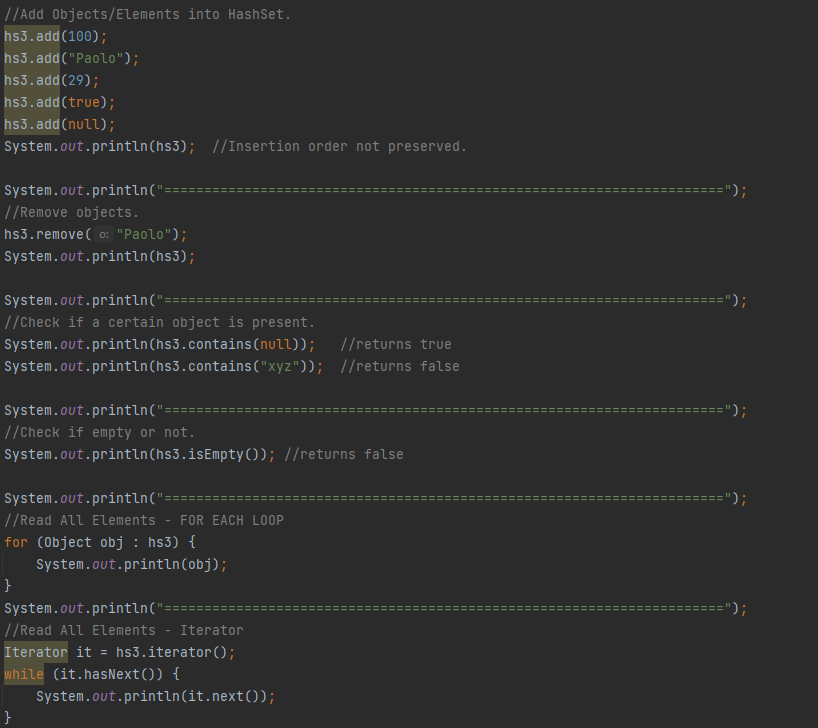 //Add Objects/Elements into HashSet.
hs3.add(100);
hs3.add("Paolo");
hs3.add(29);
hs3.add(true);
hs3.add(null);
System.out.println(hs3);  //Insertion order not preserved.
System.out.println("======================================================================");
//Remove objects.
hs3.remove( o: "Paolo");
System.out.println(hs3);
System.out.println("======================================================================");
//Check if a certain object is present.
System.out.println(hs3.contains(null));   //returns true
System.out.println(hs3.contains("xyz"));  //returns false
System.out.println("======================================================================");
//Check if empty or not.
System.out.println(hs3.isEmpty()); //returns false
System.out.println("======================================================================");
//Read All Elements - FOR EACH LOOP
for (Object obj : hs3) {
    System.out.println(obj);
}
System.out.println("======================================================================");
//Read All Elements - Iterator
Iterator it = hs3.iterator();
while (it.hasNext()) {
    System.out.println(it.next());
}